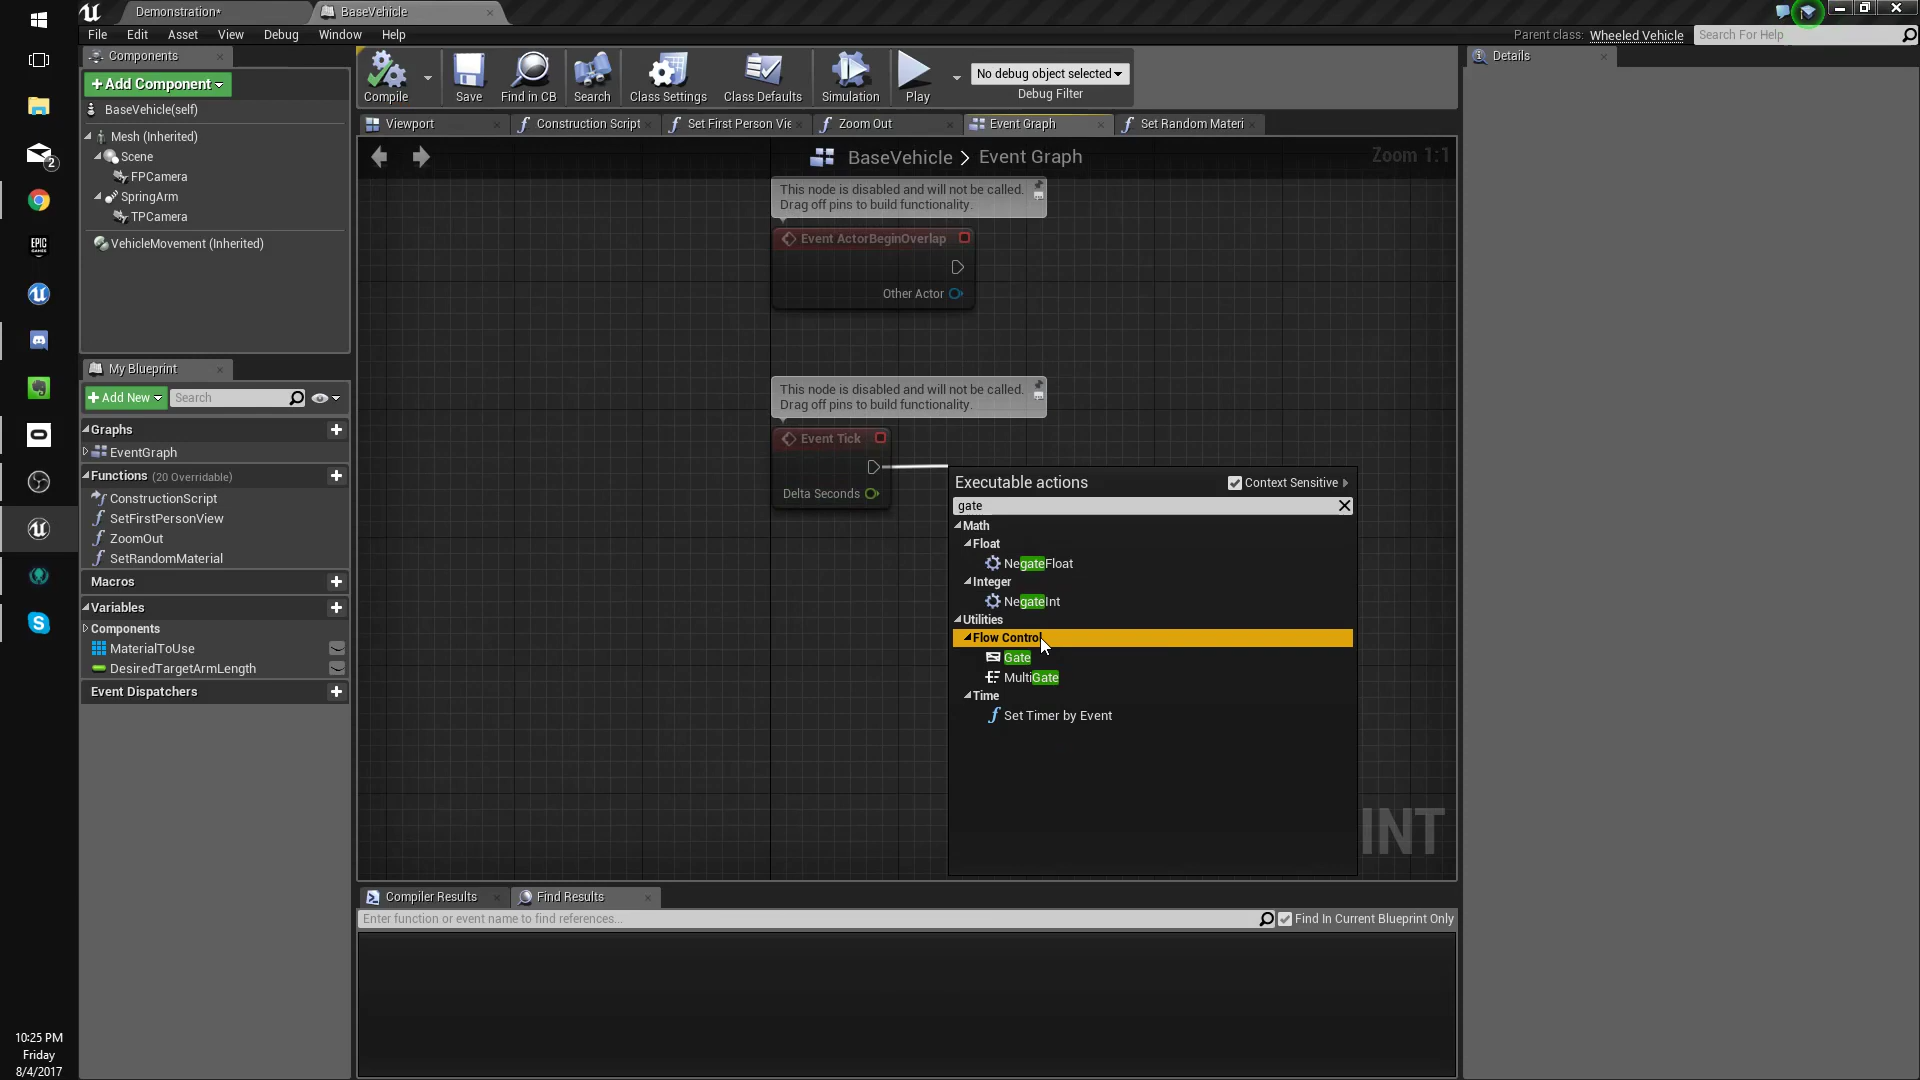 Demonstration*
BaseVehicle
File Edit Asset View Debug Window Help
Parent class: Wheeled Vehicle
Search For Help
Components
+Add Component
BaseVehicle(self)
Mesh (Inherited)
Scene
FPCamera
SpringArm
TPCamera
VehicleMovement (Inherited)
My Blueprint
+Add New
Search
Graphs
EventGraph
Functions (20 Overridable)
ConstructionScript
SetFirstPersonView
ZoomOut
SetRandomMaterial
Macros
Variables
Components
MaterialToUse
DesiredTargetArmLength
Event Dispatchers
Compile
Save
Find in CB
Search
Class Settings
Class Defaults
Simulation
Play
No debug object selected
Debug Filter
Viewport
Construction Script
Set First Person Vie
Zoom Out
Event Graph
Set Random Materi
BaseVehicle > Event Graph
Zoom 1:1
This node is disabled and will not be called.
Drag off pins to build functionality.
Event ActorBeginOverlap
Other Actor
This node is disabled and will not be called.
Drag off pins to build functionality.
Event Tick
Delta Seconds
Executable actions
Context Sensitive
gate
Math
Float
NegateFloat
Integer
NegateInt
Utilities
Flow Control
Gate
MultiGate
Time
Set Timer by Event
INT
Compiler Results
Find Results
Enter function or event name to find references...
Find In Current Blueprint Only
Details
EPIC
GAMES
2
10:25 PM
Friday
8/4/2017